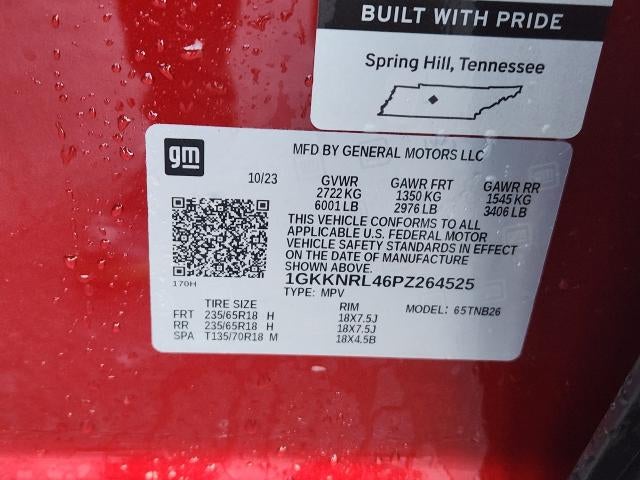 BUILT WITH PRIDE
Spring Hill, Tennessee
gm
MFD BY GENERAL MOTORS LLC
10/23
GVWR GAWR FRT GAWR RR
2722 KG 1350 KG 1545 KG
6001 LB 2976 LB 3406 LB
THIS VEHICLE CONFORMS TO ALL
APPLICABLE U.S. FEDERAL MOTOR
VEHICLE SAFETY STANDARDS IN EFFECT
ON THE DATE OF MANUFACTURE
SHOWN ABOVE.
170H
1GKKNRL46PZ264525
TYPE: MPV
MODEL: 65TNB26
TIRE SIZE RIM
FRT 235/65R18 H 18X7.5J
RR 235/65R18 H 18X7.5J
SPA T135/70R18 M 18X4.5B